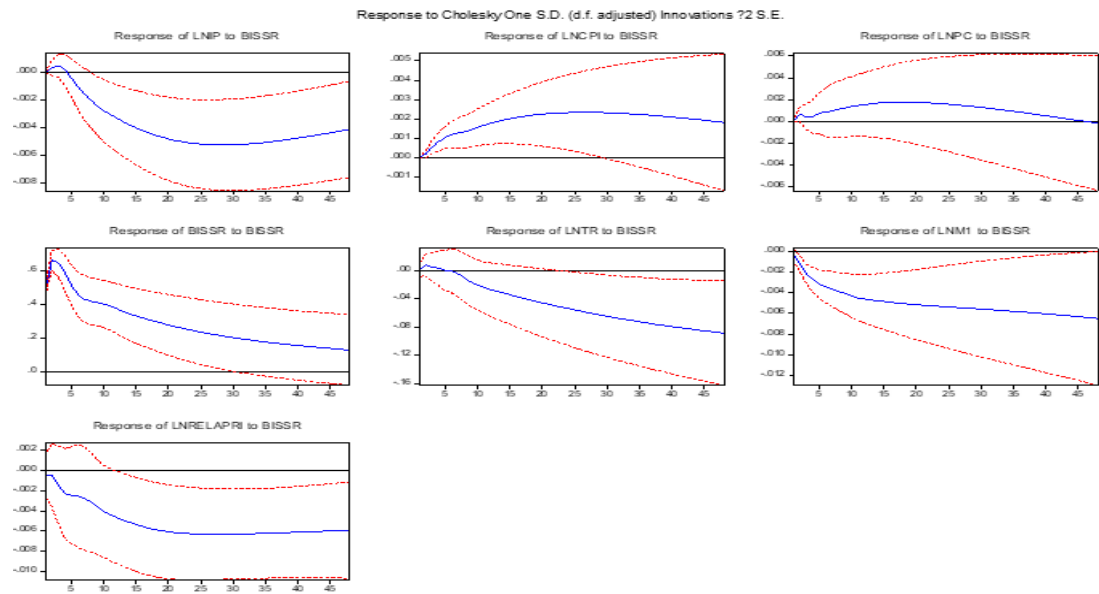 Response to Cholesky One S.D. (d.f. adjusted) Innovations ?2 S.E.
Response of LNIP to BISSR
.000
-.002
-.004
-.006
-.008
5 10 15 20 25 30 35 40 45
Response of LNCPI to BISSR
.005
.003
.002
.001
.000
-.001
5 10 15 20 25 30 35 40 45
Response of LNPC to BISSR
.006
.004
.002
.000
-.002
-.004
-.006
5 10 15 20 25 30 35 40 45
Response of BISSR to BISSR
.6
.4
.2
.0
5 10 15 20 25 30 35 40 45
Response of LNTR to BISSR
.00
-.04
-.08
-.12
-.16
5 10 15 20 25 30 35 40 45
Response of LNM1 to BISSR
.000
-.002
-.004
-.006
-.008
-.010
-.012
5 10 15 20 25 30 35 40 45
Response of LNRELAPRI to BISSR
.002
.000
-.002
-.004
-.006
-.008
-.010
5 10 15 20 25 30 35 40 45